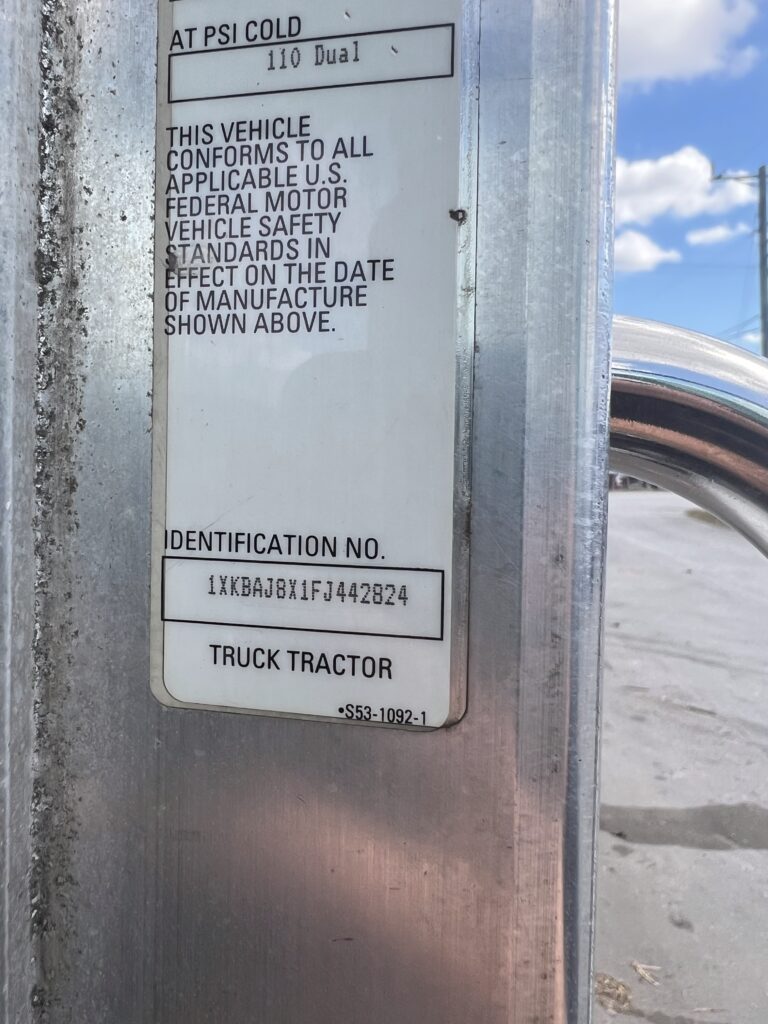 AT PSI COLD
110 Dual
THIS VEHICLE
CONFORMS TO ALL
APPLICABLE U.S.
FEDERAL MOTOR
VEHICLE SAFETY
STANDARDS IN
EFFECT ON THE DATE
OF MANUFACTURE
SHOWN ABOVE.
IDENTIFICATION NO.
1XKBAJ8X1FJ442824
TRUCK TRACTOR
•S53-1092-1